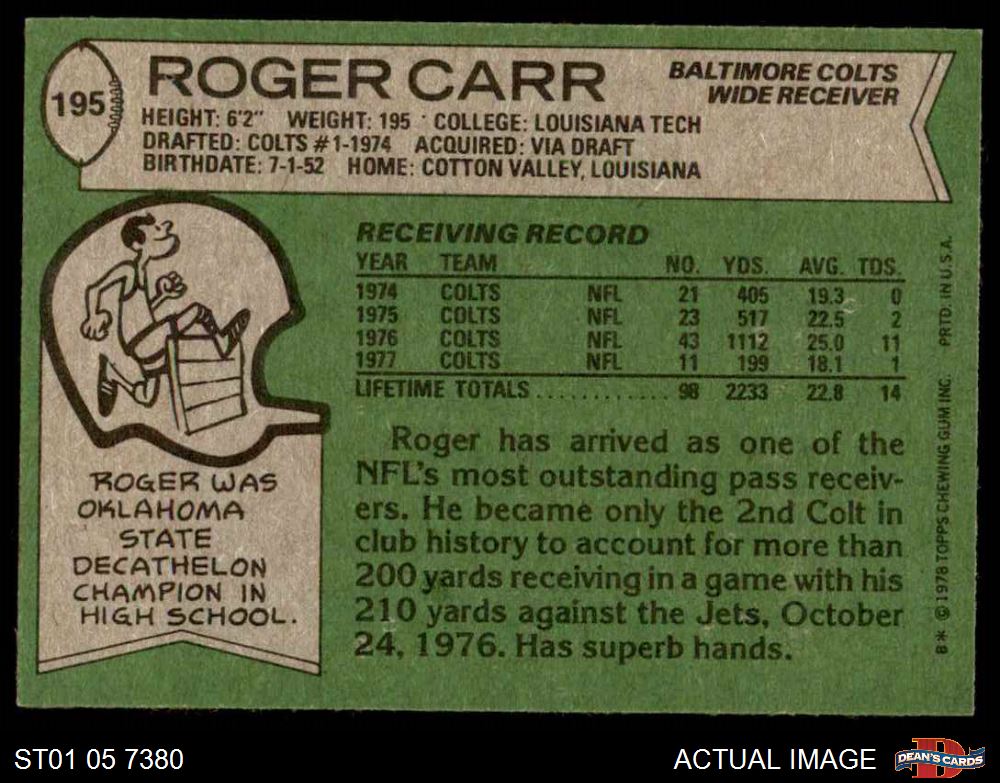 195
ROGER CARR
BALTIMORE COLTS
WIDE RECEIVER
HEIGHT: 6'2" WEIGHT: 195 · COLLEGE: LOUISIANA TECH
DRAFTED: COLTS #1-1974 ACQUIRED: VIA DRAFT
BIRTHDATE: 7-1-52 HOME: COTTON VALLEY, LOUISIANA
RECEIVING RECORD
YEAR TEAM NO. YDS. AVG. TDS.
1974 COLTS NFL 21 405 19.3 0
1975 COLTS NFL 23 517 22.5 2
1976 COLTS NFL 43 1112 25.0 11
1977 COLTS NFL 11 199 18.1 1
LIFETIME TOTALS............ 98 2233 22.8 14
Roger has arrived as one of the
NFL's most outstanding pass receiv-
ers. He became only the 2nd Colt in
club history to account for more than
200 yards receiving in a game with his
210 yards against the Jets, October
24, 1976. Has superb hands.
ROGER WAS
OKLAHOMA
STATE
DECATHELON
CHAMPION IN
HIGH SCHOOL.
8* © 1978 TOPPS CHEWING GUM INC. PRTD. IN U.S.A.
ST01 05 7380
ACTUAL IMAGE
D
DEAN'S CARDS